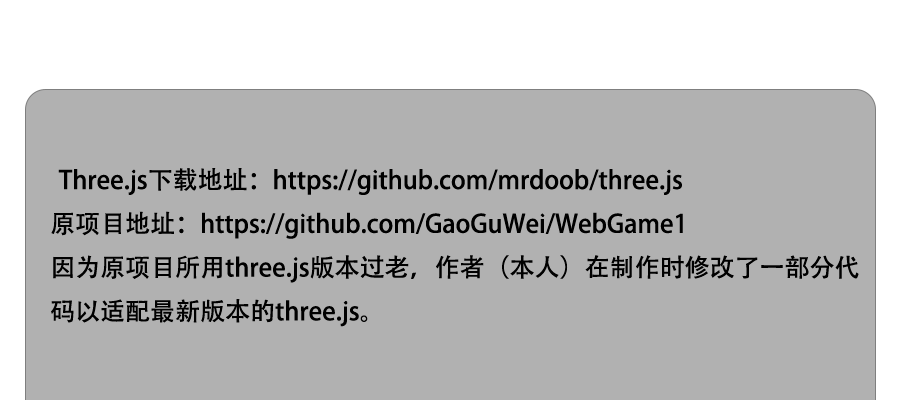 Three.js下载地址：https://github.com/mrdoob/three.js
原项目地址：https://github.com/GaoGuWei/WebGame1
因为原项目所用three.js版本过老，作者（本人）在制作时修改了一部分代
码以适配最新版本的three.js。